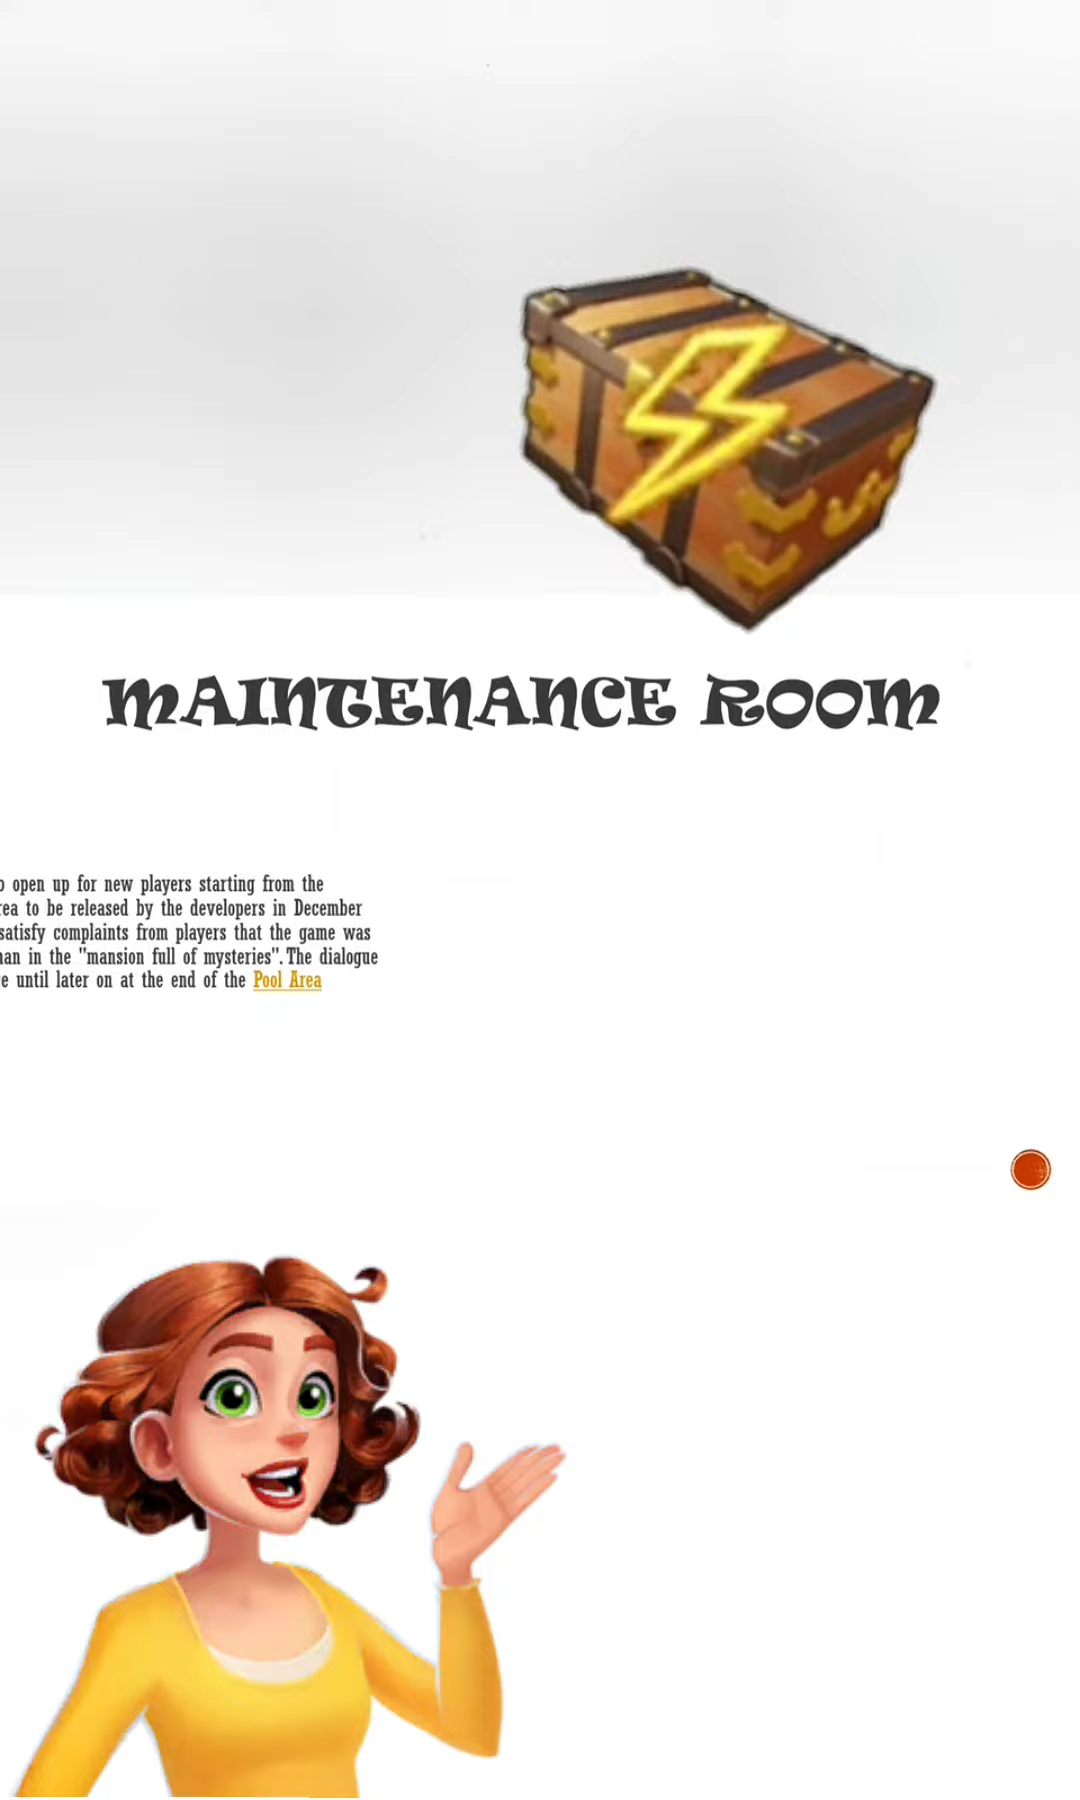 MAINTENANCE ROOM
open up for new players starting from the
to be released by the developers in December
satisfy complaints from players that the game was
in the "mansion full of mysteries". The dialogue
until later on at the end of the Pool Area